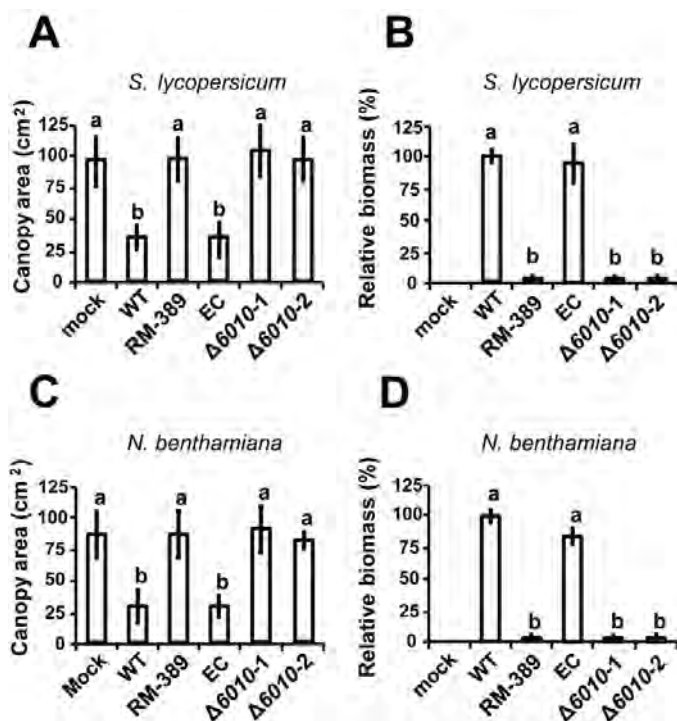 A
S. lycopersicum
Canopy area (cm²)
125
100
75
50
25
0
a
b
a
b
a
a
mock
WT
RM-389
EC
Δ6010-1
Δ6010-2
B
S. lycopersicum
Relative biomass (%)
125
100
75
50
25
0
a
b
a
b
b
mock
WT
RM-389
EC
Δ6010-1
Δ6010-2
C
N. benthamiana
Canopy area (cm²)
125
100
75
50
25
0
a
b
a
b
a
a
Mock
WT
RM-389
EC
Δ6010-1
Δ6010-2
D
N. benthamiana
Relative biomass (%)
125
100
75
50
25
0
a
b
a
b
b
mock
WT
RM-389
EC
Δ6010-1
Δ6010-2